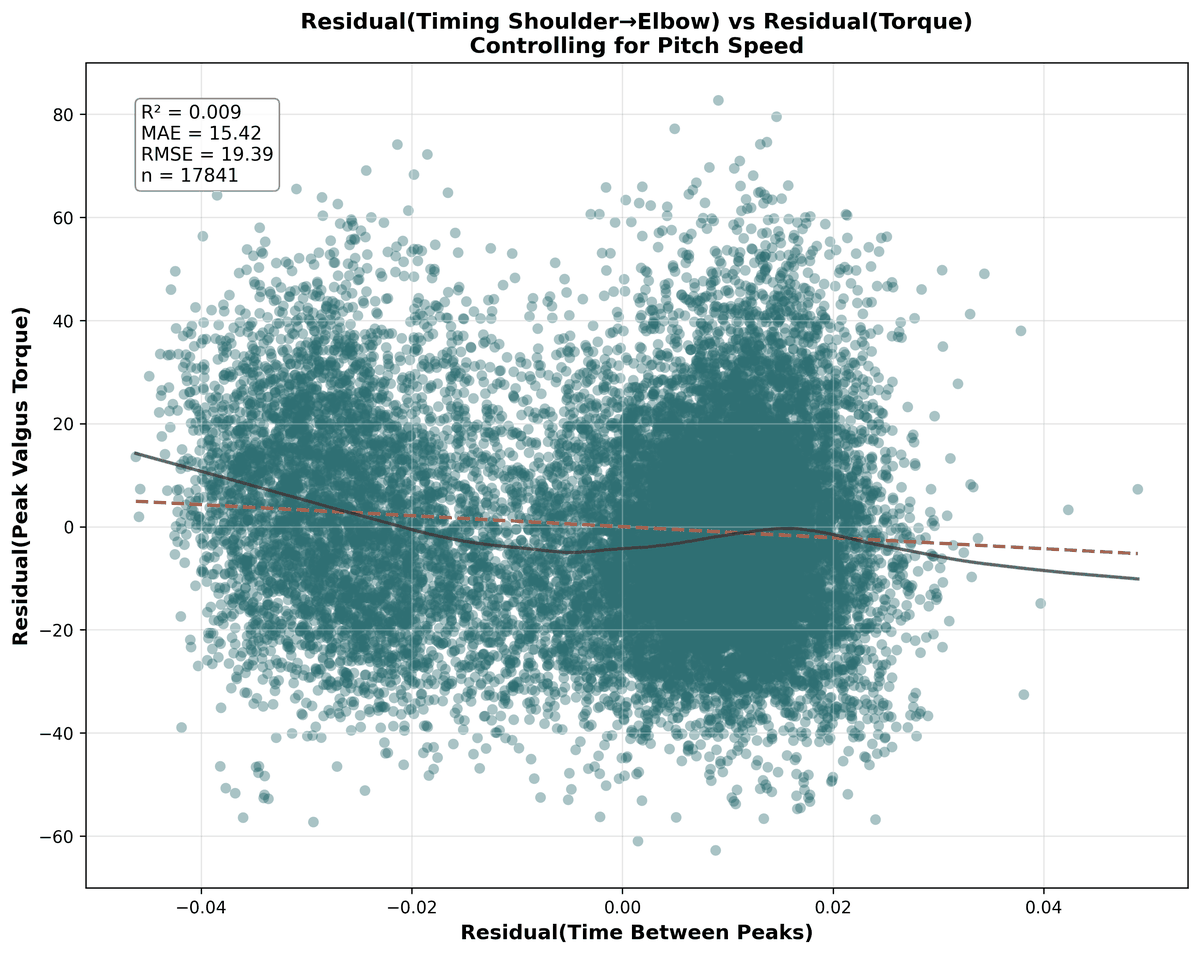 Residual(Timing Shoulder→Elbow) vs Residual(Torque)
Controlling for Pitch Speed
R² = 0.009
MAE = 15.42
RMSE = 19.39
n = 17841
Residual(Peak Valgus Torque)
80
60
40
20
0
−20
−40
−60
−0.04
−0.02
0.00
0.02
0.04
Residual(Time Between Peaks)